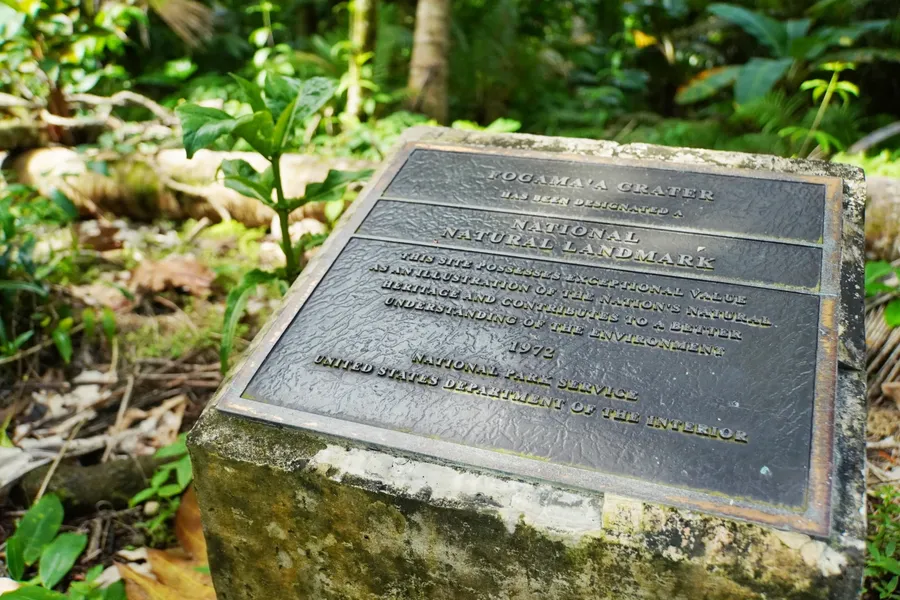 FOGAMA'A CRATER
HAS BEEN DESIGNATED A
NATIONAL
NATURAL LANDMARK
THIS SITE POSSESSES EXCEPTIONAL VALUE
AS AN ILLUSTRATION OF THE NATION'S NATURAL
HERITAGE AND CONTRIBUTES TO A BETTER
UNDERSTANDING OF THE ENVIRONMENT
1972
NATIONAL PARK SERVICE
UNITED STATES DEPARTMENT OF THE INTERIOR